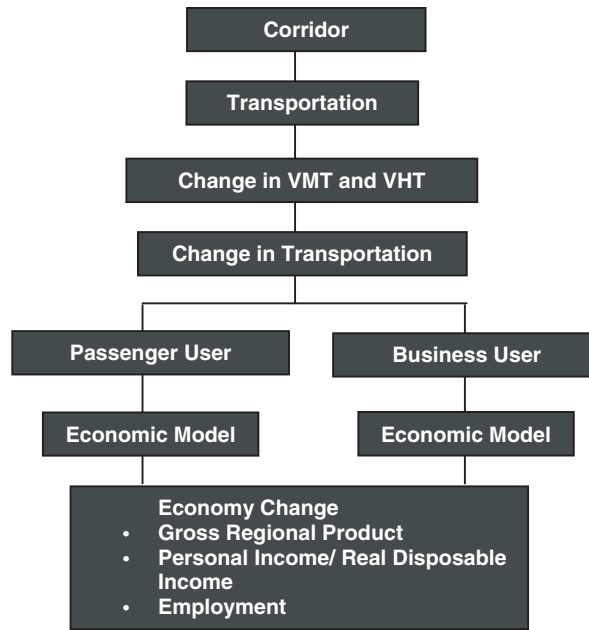 Corridor
Transportation
Change in VMT and VHT
Change in Transportation
Passenger User
Business User
Economic Model
Economic Model
Economy Change
• Gross Regional Product
• Personal Income/ Real Disposable
Income
• Employment